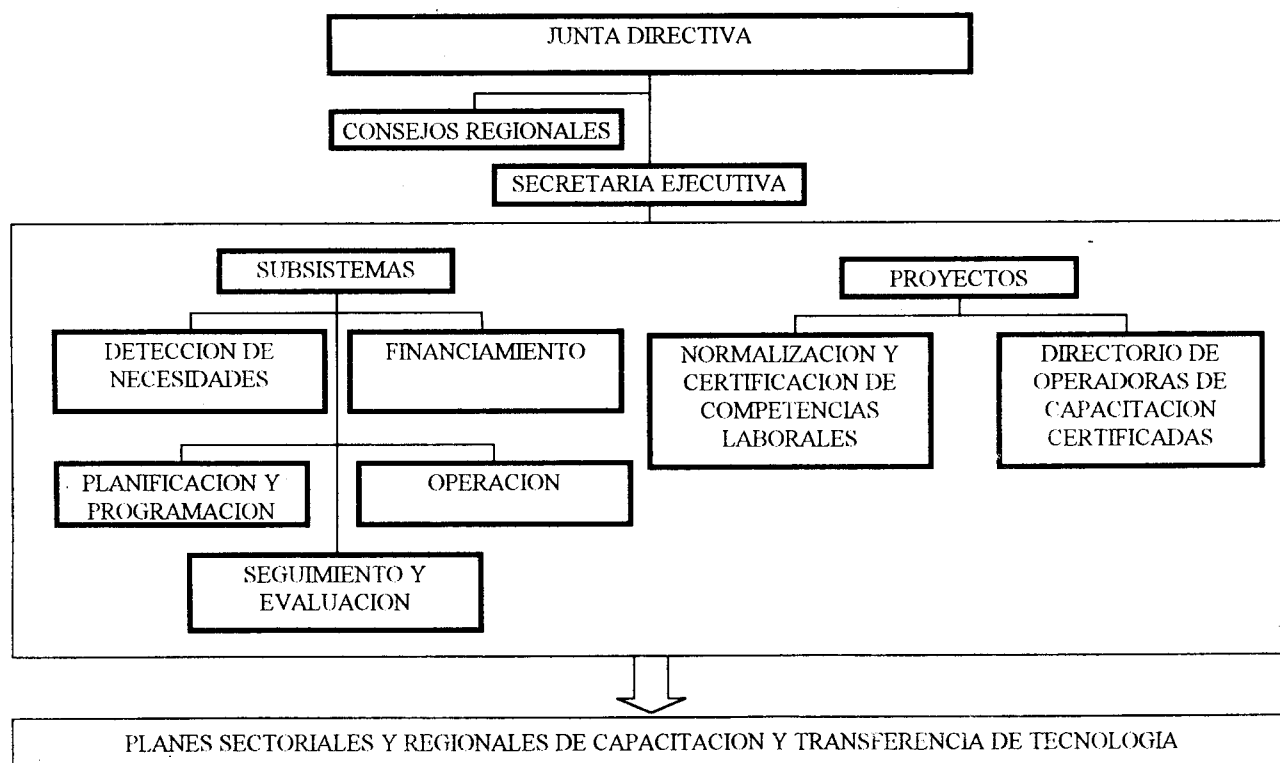 JUNTA DIRECTIVA
CONSEJOS REGIONALES
SECRETARIA EJECUTIVA
SUBSISTEMAS
DETECCION DE
NECESIDADES
FINANCIAMIENTO
PLANIFICACION Y
PROGRAMACION
OPERACION
SEGUIMIENTO Y
EVALUACION
PROYECTOS
NORMALIZACION Y
CERTIFICACION DE
COMPETENCIAS
LABORALES
DIRECTORIO DE
OPERADORAS DE
CAPACITACION
CERTIFICADAS
PLANES SECTORIALES Y REGIONALES DE CAPACITACION Y TRANSFERENCIA DE TECNOLOGIA